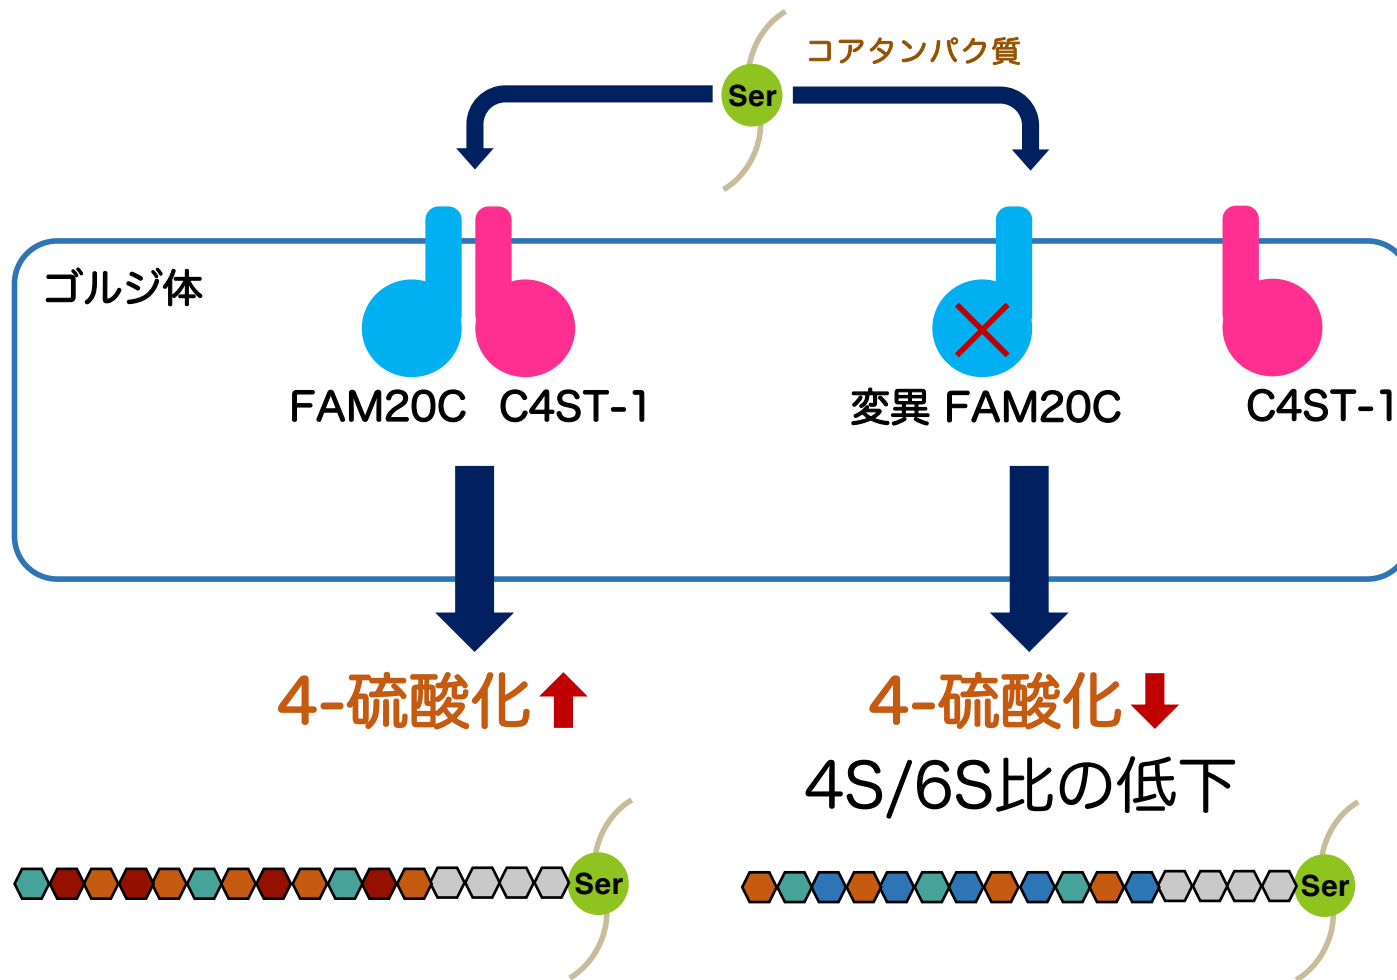 コアタンパク質
Ser
ゴルジ体
FAM20C
C4ST-1
変異 FAM20C
C4ST-1
4-硫酸化
4-硫酸化
4S/6S比の低下
Ser
Ser